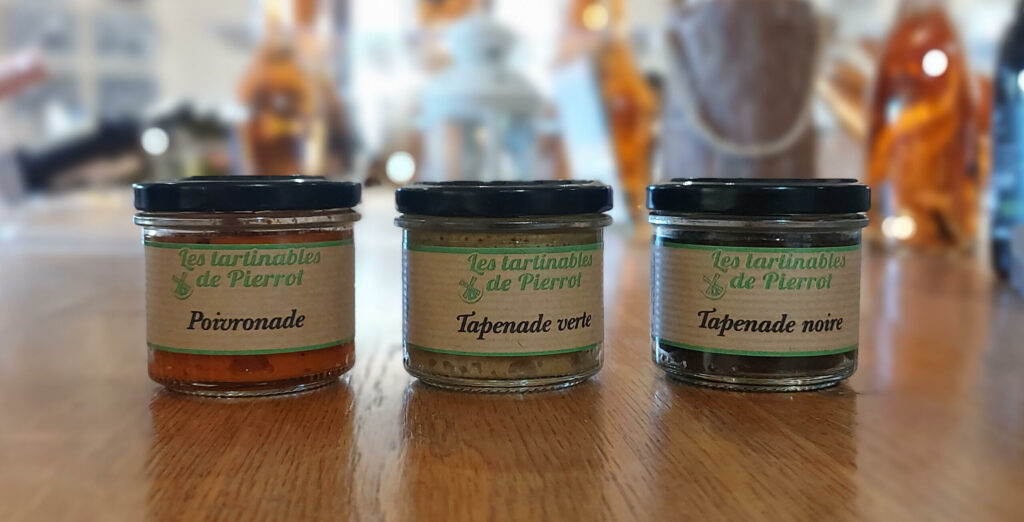 Les tartinables
de Pierrot
Poivronade
Les tartinables
de Pierrot
Tapenade verte
Les tartinables
de Pierrot
Tapenade noire